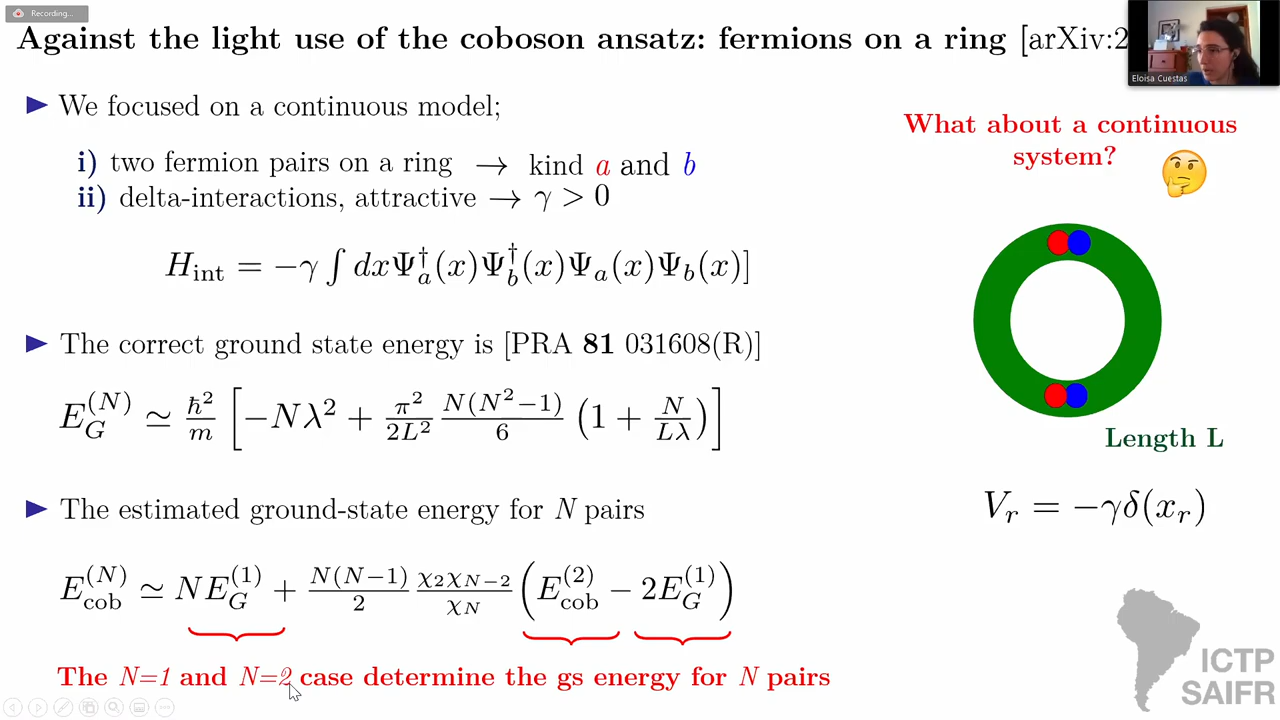 Recording...
Against the light use of the coboson ansatz: fermions on a ring [arXiv:2
Eloisa Cuestas
▶ We focused on a continuous model;
i) two fermion pairs on a ring → kind a and b
ii) delta-interactions, attractive → γ > 0
H_int = −γ ∫ dxΨ_a^†(x)Ψ_b^†(x)Ψ_a(x)Ψ_b(x)]
▶ The correct ground state energy is [PRA 81 031608(R)]
E_G^(N) ≃ ħ²/m [−Nλ² + π²/2L² N(N²−1)/6 (1 + N/Lλ)]
▶ The estimated ground-state energy for N pairs
E_cob^(N) ≃ NE_G^(1) + N(N−1)/2 χ₂χ_{N−2}/χ_N (E_cob^(2) − 2E_G^(1))
The N=1 and N=2 case determine the gs energy for N pairs
What about a continuous
system?
Length L
V_r = −γδ(x_r)
ICTP
SAIFR